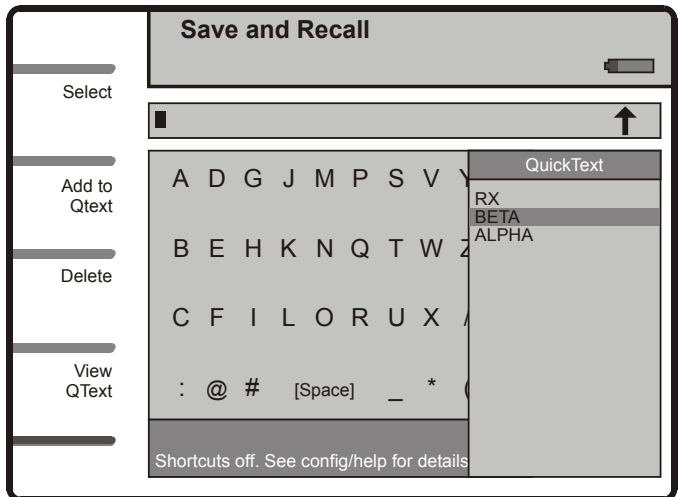 Save and Recall
Select
Add to
Qtext
Delete
View
QText
A D G J M P S V Y
B E H K N Q T W Z
C F I L O R U X /
: @ # [Space] _ * (
Shortcuts off. See config/help for details
QuickText
RX
BETA
ALPHA